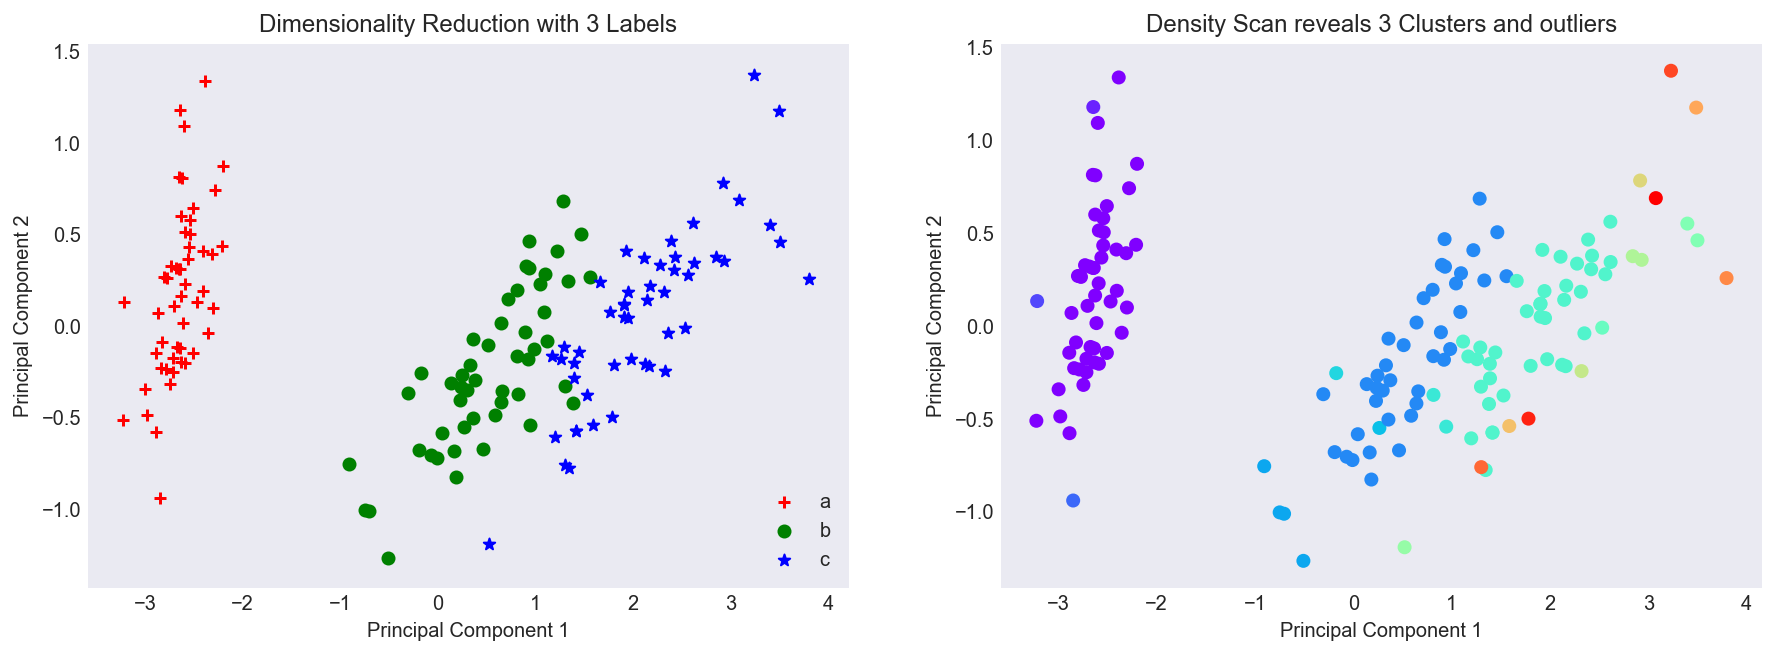 Dimensionality Reduction with 3 Labels
1.5
1.0
0.5
0.0
−0.5
−1.0
Principal Component 2
a
b
c
−3 −2 −1 0 1 2 3 4
Principal Component 1
Density Scan reveals 3 Clusters and outliers
1.5
1.0
0.5
0.0
−0.5
−1.0
Principal Component 2
−3 −2 −1 0 1 2 3 4
Principal Component 1